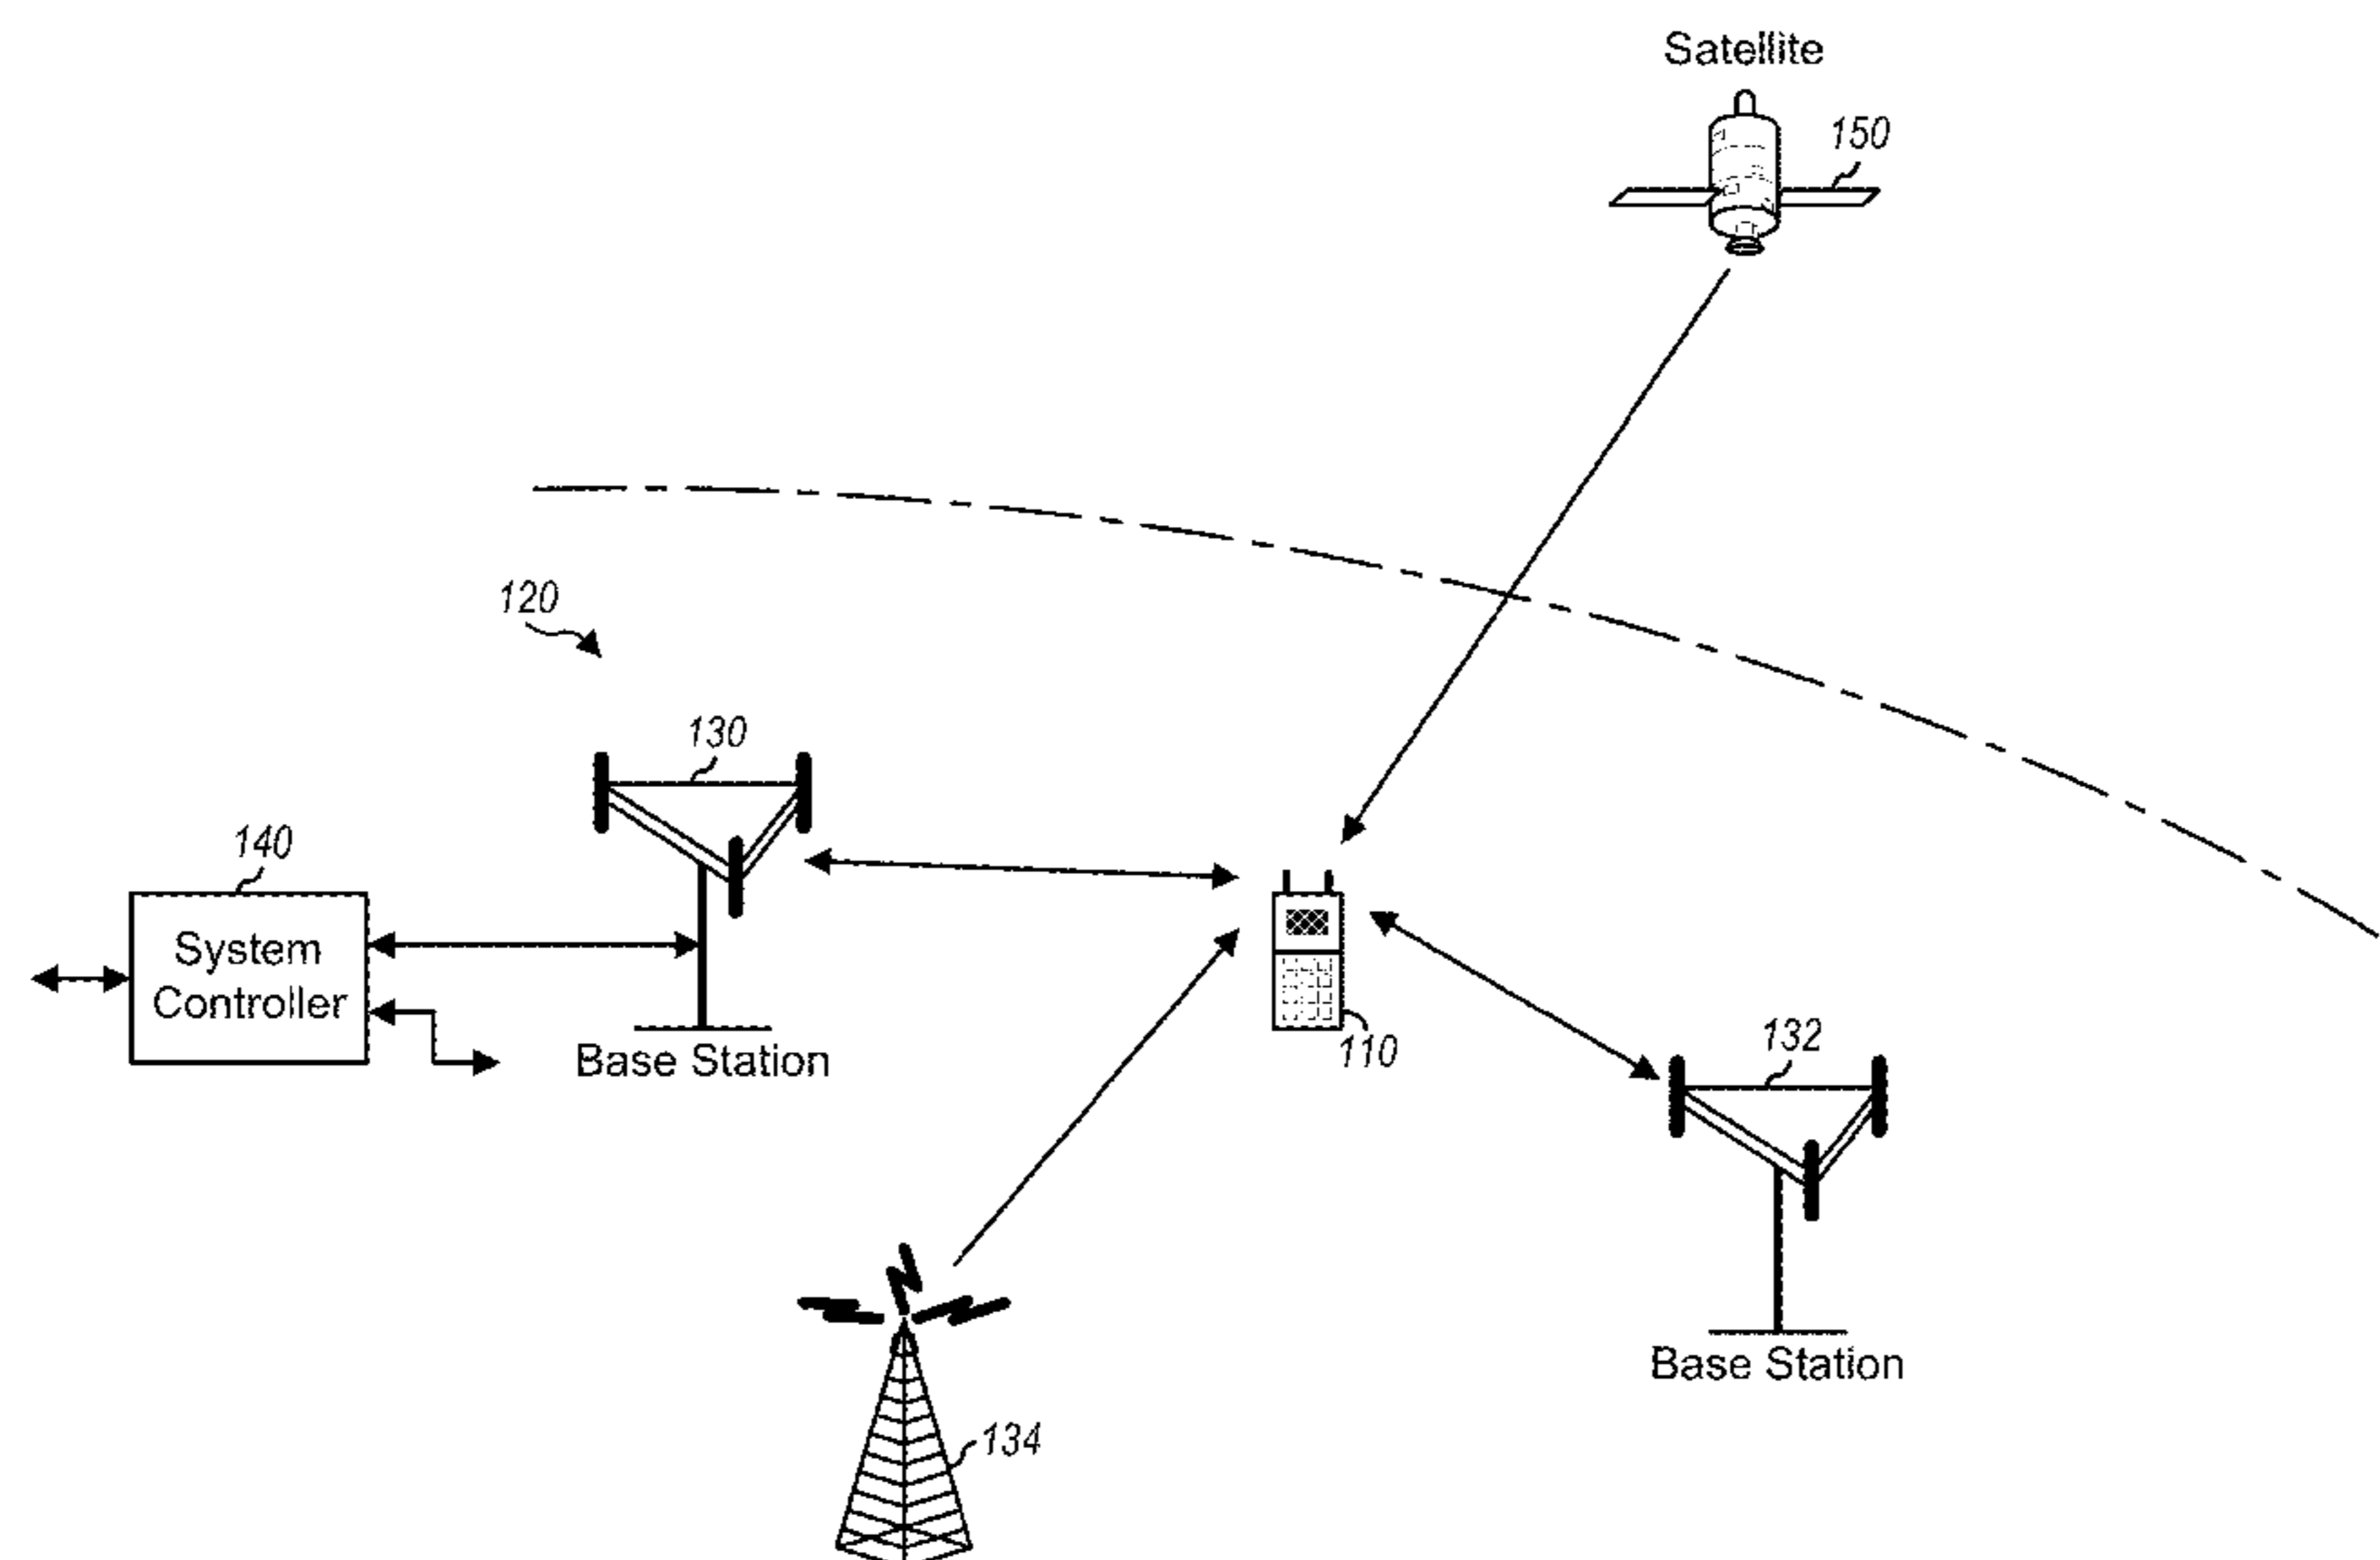 Satellite
150
120
130
140
System
Controller
110
132
Base Station
Base Station
134